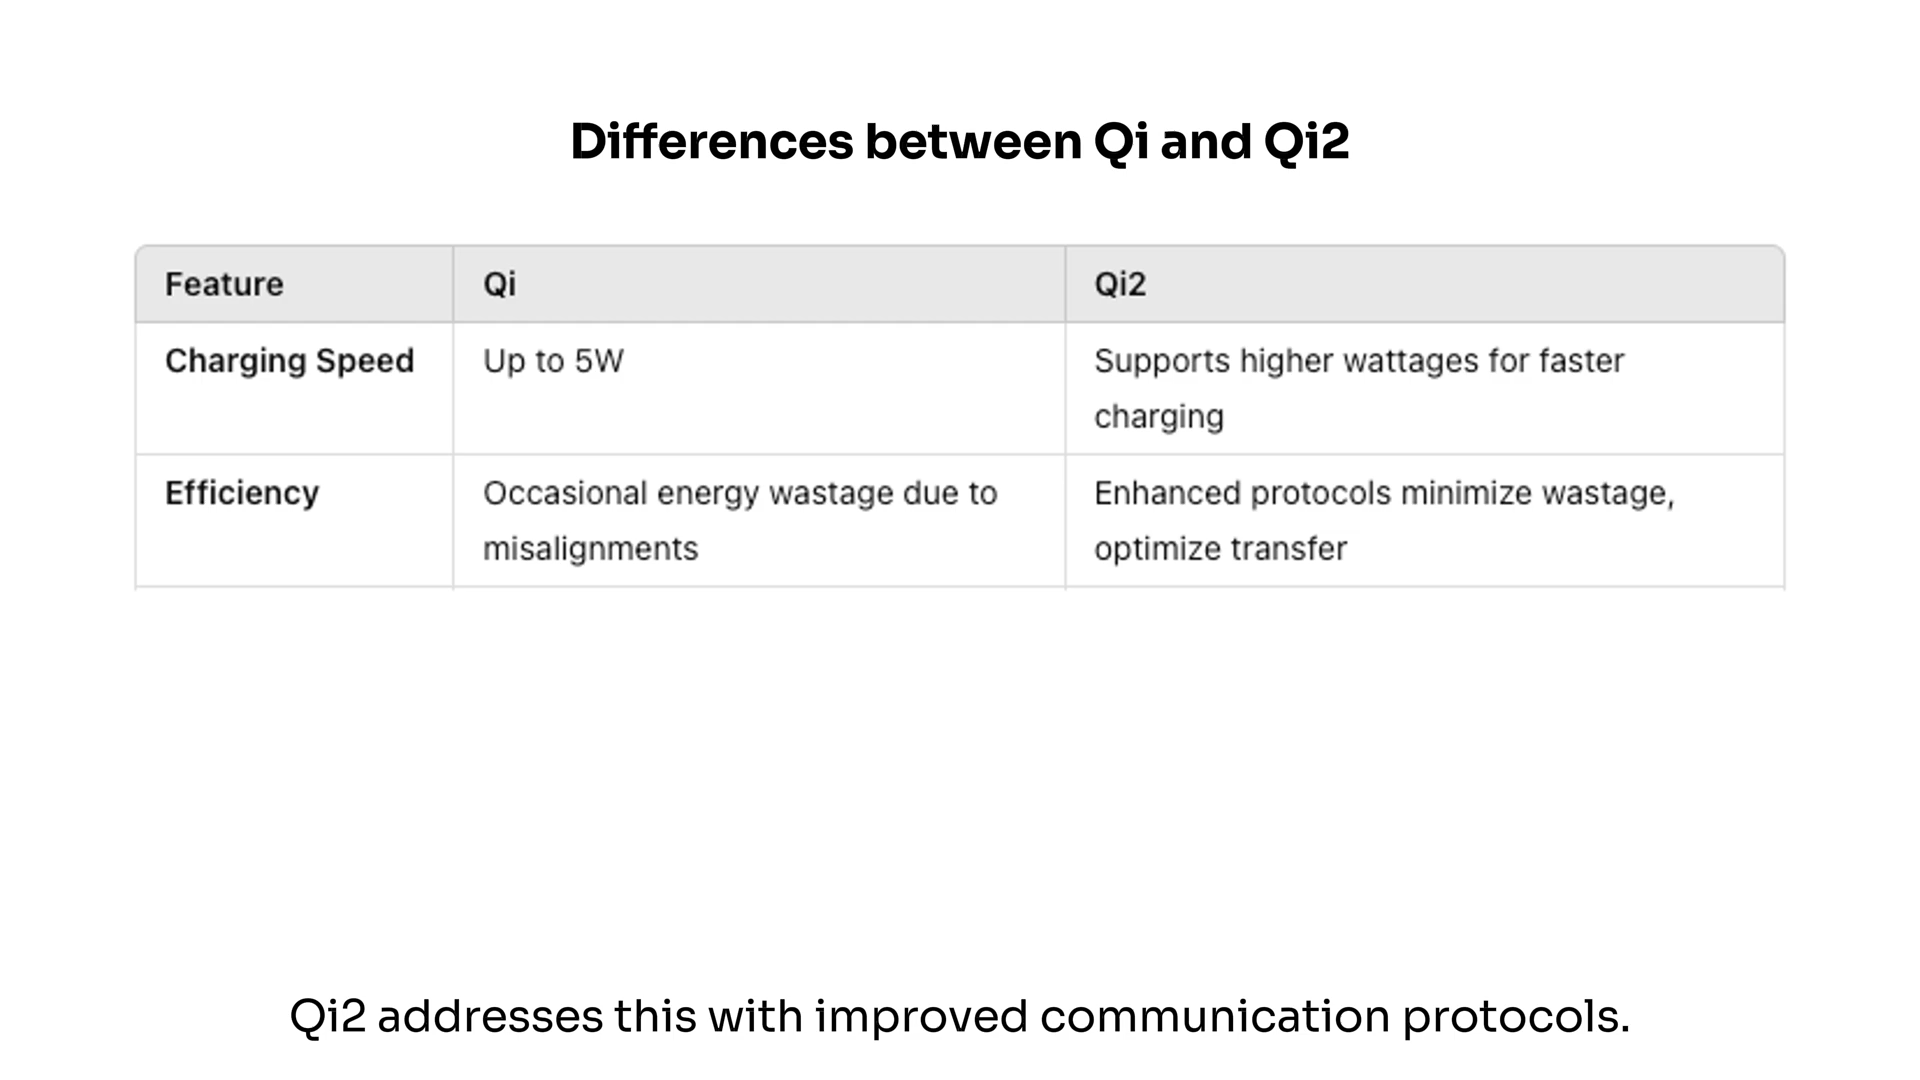 Differences between Qi and Qi2
Feature Qi Qi2
Charging Speed Up to 5W Supports higher wattages for faster
charging
Efficiency Occasional energy wastage due to Enhanced protocols minimize wastage,
misalignments optimize transfer
Qi2 addresses this with improved communication protocols.